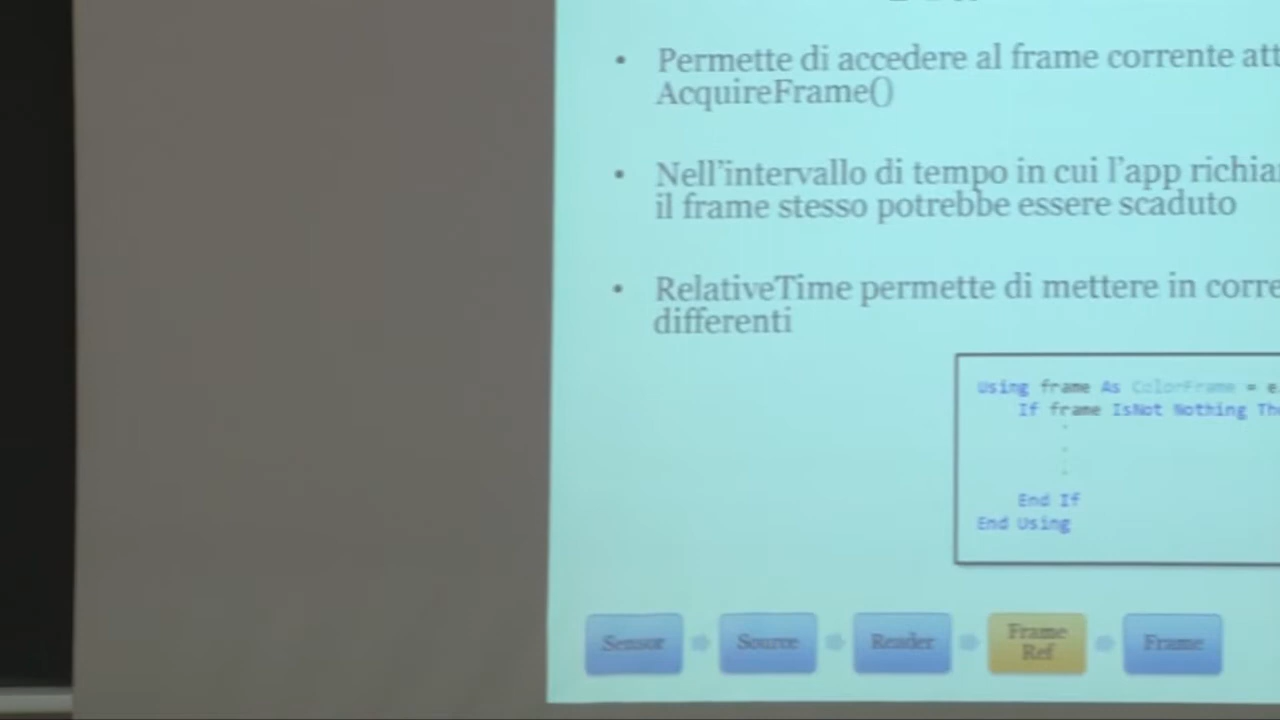 Permette di accedere al frame corrente att
AcquireFrame()
Nell'intervallo di tempo in cui l'app richia
il frame stesso potrebbe essere scaduto
RelativeTime permette di mettere in corre
differenti
Using frame As ColorFrame = e
If frame IsNot Nothing The
End If
End Using
Sensor
Source
Reader
Frame
Ref
Frame